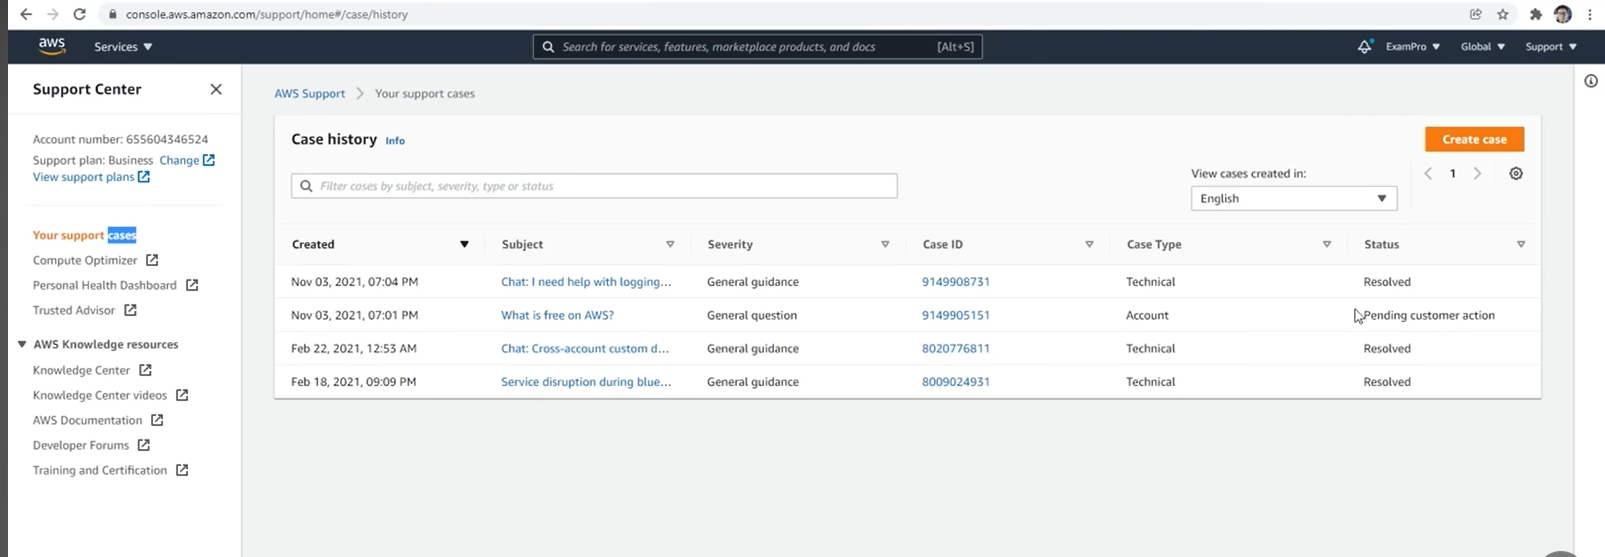 console.aws.amazon.com/support/home#/case/history
aws
Services
Search for services, features, marketplace products, and docs
[Alt+S]
ExamPro
Global
Support
Support Center
Account number: 655604346524
Support plan: Business Change
View support plans
Your support cases
Compute Optimizer
Personal Health Dashboard
Trusted Advisor
AWS Knowledge resources
Knowledge Center
Knowledge Center videos
AWS Documentation
Developer Forums
Training and Certification
AWS Support > Your support cases
Case history Info
Create case
Filter cases by subject, severity, type or status
View cases created in:
English
1
Created Subject Severity Case ID Case Type Status
Nov 03, 2021, 07:04 PM Chat: I need help with logging... General guidance 9149908731 Technical Resolved
Nov 03, 2021, 07:01 PM What is free on AWS? General question 9149905151 Account Pending customer action
Feb 22, 2021, 12:53 AM Chat: Cross-account custom d... General guidance 8020776811 Technical Resolved
Feb 18, 2021, 09:09 PM Service disruption during blue... General guidance 8009024931 Technical Resolved